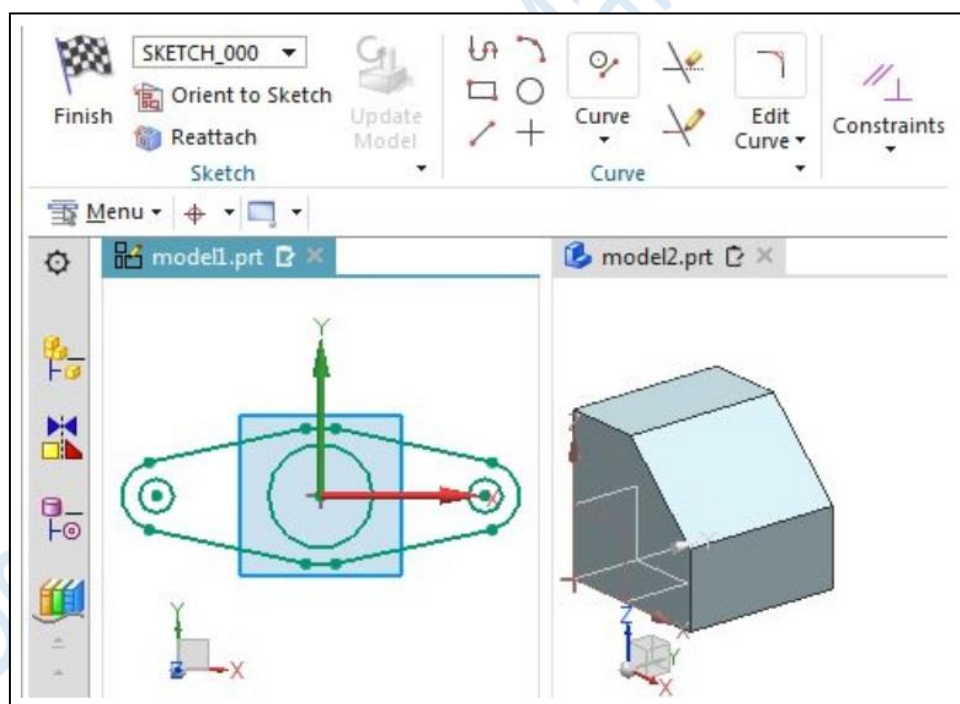 SKETCH_000
Orient to Sketch
Reattach
Finish
Update
Model
Sketch
Curve
Edit
Curve
Curve
Constraints
Menu
model1.prt
model2.prt
Y
X
Y
Z
X
Y
X
Z
Y
X